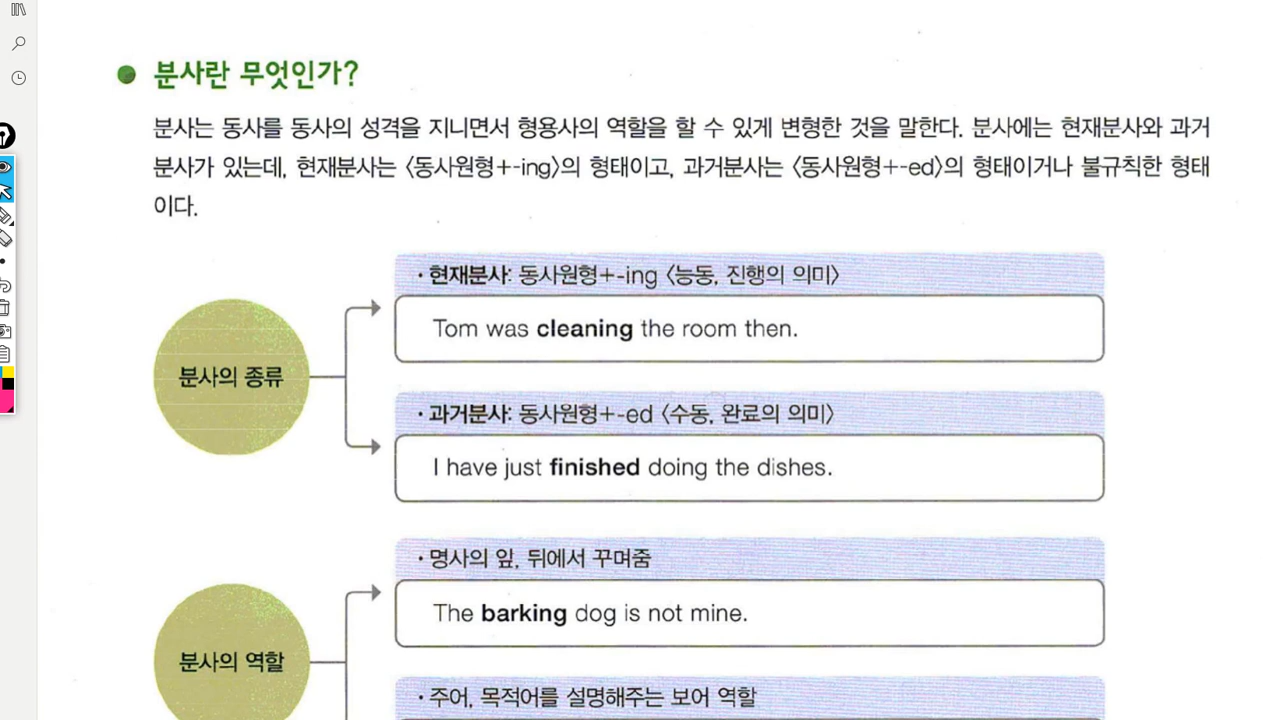 분사란 무엇인가?
분사는 동사를 동사의 성격을 지니면서 형용사의 역할을 할 수 있게 변형한 것을 말한다. 분사에는 현재분사와 과거
분사가 있는데, 현재분사는 〈동사원형+-ing〉의 형태이고, 과거분사는 〈동사원형+-ed〉의 형태이거나 불규칙한 형태
이다.
분사의 종류
· 현재분사: 동사원형+-ing 〈능동, 진행의 의미〉
Tom was cleaning the room then.
· 과거분사: 동사원형+-ed 〈수동, 완료의 의미〉
I have just finished doing the dishes.
분사의 역할
· 명사의 앞, 뒤에서 꾸며줌
The barking dog is not mine.
· 주어, 목적어를 설명해주는 보어 역할